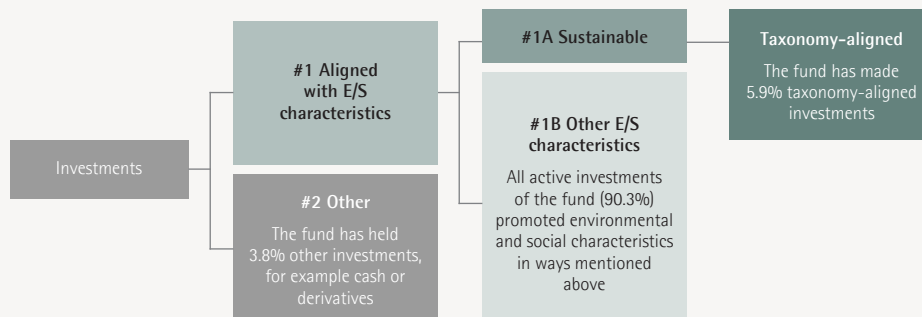 Investments
#1 Aligned
with E/S
characteristics
#2 Other
The fund has held
3.8% other investments,
for example cash or
derivatives
#1A Sustainable
#1B Other E/S
characteristics
All active investments
of the fund (90.3%)
promoted environmental
and social characteristics
in ways mentioned
above
Taxonomy-aligned
The fund has made
5.9% taxonomy-aligned
investments